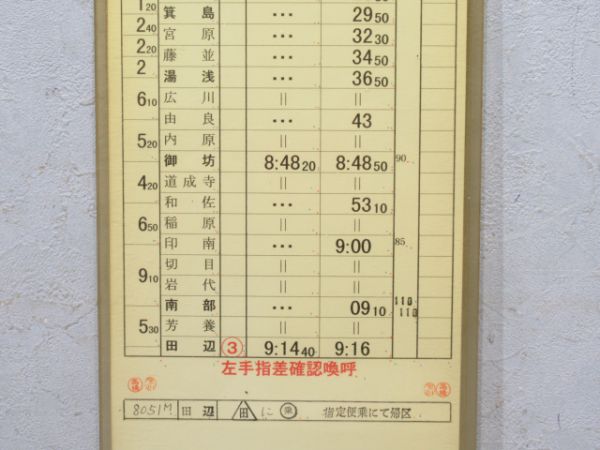 1 20
箕島 … 29 50
2 40
宮原 … 32 30
2 20
藤並 … 34 50
2
湯浅 … 36 50
広川 || ||
6 10
由良 … 43
内原 || ||
5 20
御坊 8:48 20 8:48 50 90
道成寺 || ||
4 20
和佐 … 53 10
稲原 || ||
6 50
印南 … 9:00 85
切目 || ||
9 10
岩代 || ||
南部 … 09 10 110 110
芳養 || ||
5 30
田辺 ③ 9:14 40 9:16
左手指差確認喚呼
8051M 田辺 田 に 乗 指定便乗にて帰区